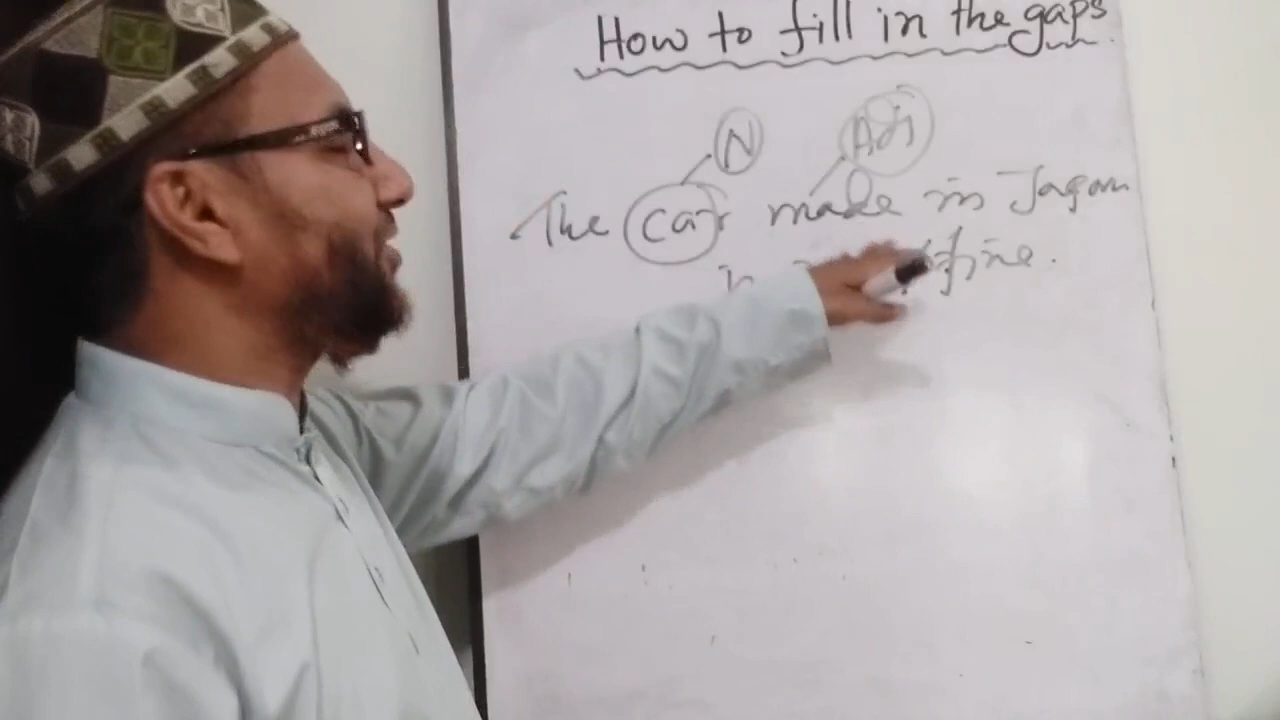 How to fill in the gaps
N Adj
The car made in Japan
fine.